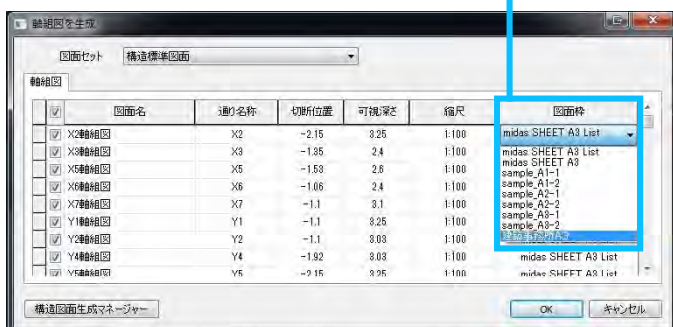 軸組図を生成
図面セット 構造標準図面
軸組図
図面名 通り名称 切断位置 可視深さ 縮尺 図面枠
X2軸組図 X2 -2.15 3.25 1:100 midas SHEET A3 List
X3軸組図 X3 -1.35 2.4 1:100 midas SHEET A3 List
midas SHEET A3
X5軸組図 X5 -1.53 2.6 1:100 sample_A1-1
sample_A1-2
X6軸組図 X6 -1.06 2.4 1:100 sample_A2-1
sample_A2-2
X7軸組図 X7 -1.1 3.1 1:100 sample_A3-1
Y1軸組図 Y1 -1.1 3.25 1:100 sample_A3-2
Y2軸組図 Y2 -1.1 3.03 1:100
Y4軸組図 Y4 -1.92 3.03 1:100 midas SHEET A3 List
Y5軸組図 Y5 -2.15 3.25 1:100 midas SHEET A3 List
構造図面生成マネージャー OK キャンセル